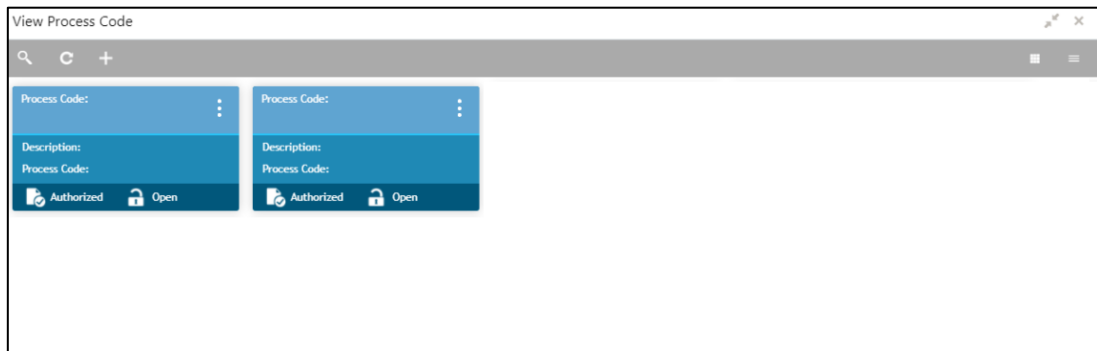 View Process Code
Process Code: Process Code:
Description: Description:
Process Code: Process Code:
Authorized Open Authorized Open